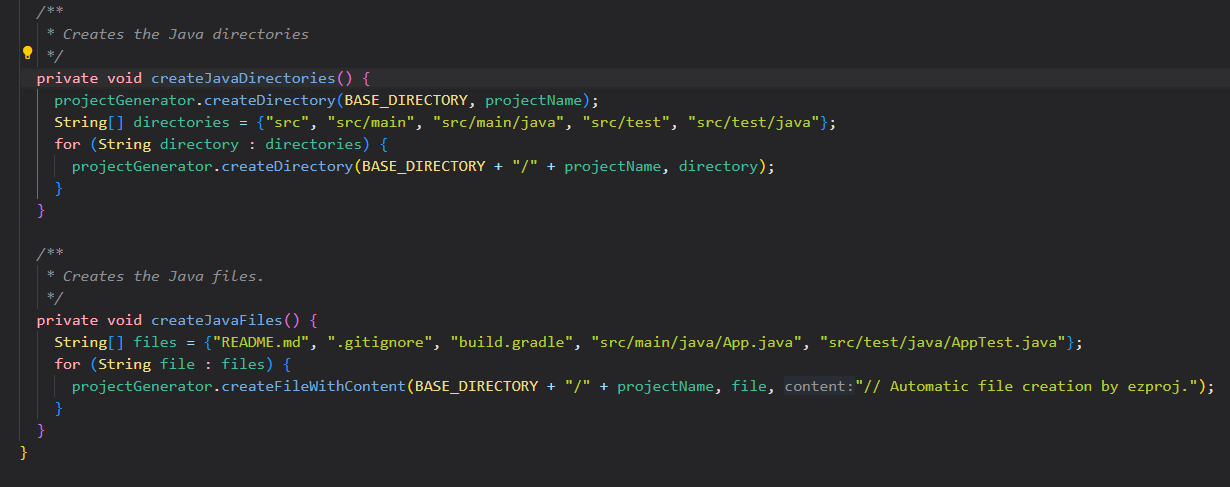 /**
 * Creates the Java directories
 */
private void createJavaDirectories() {
  projectGenerator.createDirectory(BASE_DIRECTORY, projectName);
  String[] directories = {"src", "src/main", "src/main/java", "src/test", "src/test/java"};
  for (String directory : directories) {
    projectGenerator.createDirectory(BASE_DIRECTORY + "/" + projectName, directory);
  }
}

/**
 * Creates the Java files.
 */
private void createJavaFiles() {
  String[] files = {"README.md", ".gitignore", "build.gradle", "src/main/java/App.java", "src/test/java/AppTest.java"};
  for (String file : files) {
    projectGenerator.createFileWithContent(BASE_DIRECTORY + "/" + projectName, file, content:"// Automatic file creation by ezproj.");
  }
}
}